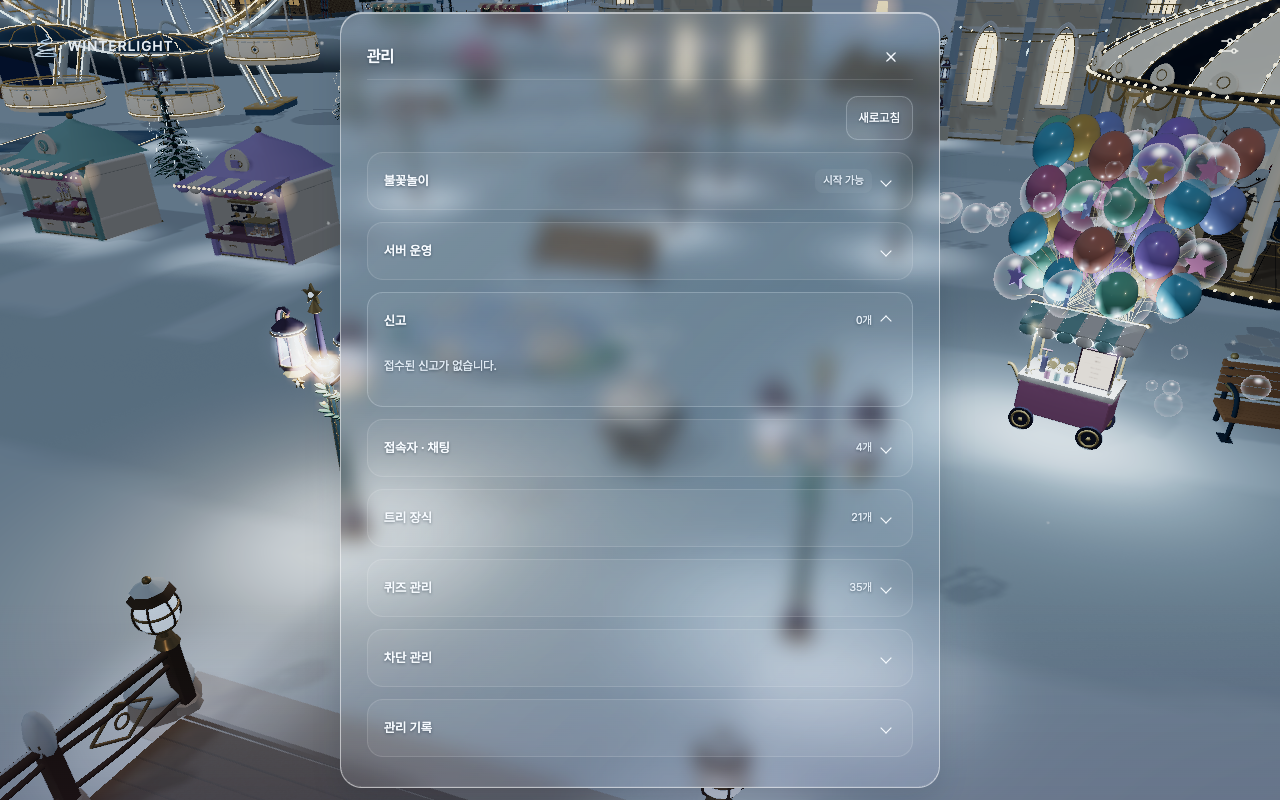 WINTERLIGHT
관리
새로고침
불꽃놀이 시작 가능
서버 운영
신고 0개
접수된 신고가 없습니다.
접속자 · 채팅 4개
트리 장식 21개
퀴즈 관리 35개
차단 관리
관리 기록